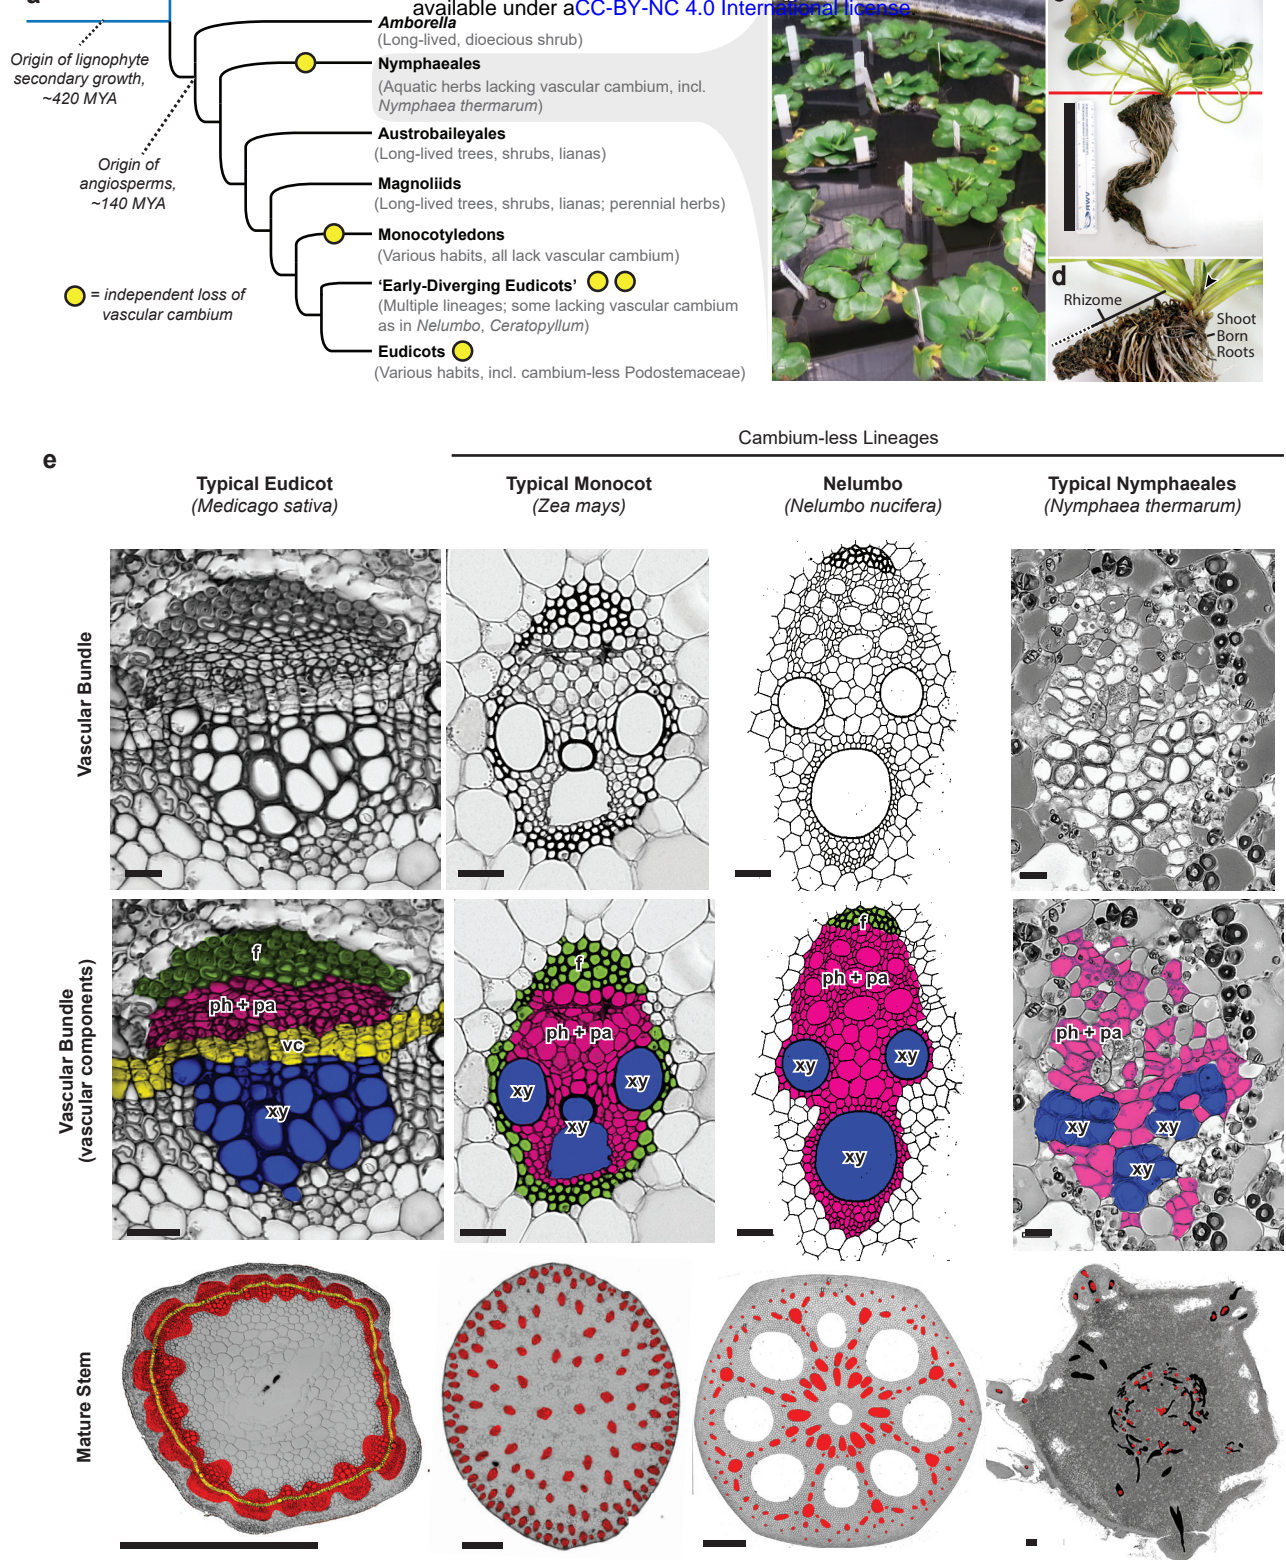 available under aCC-BY-NC 4.0 International license
Amborella
(Long-lived, dioecious shrub)
Origin of lignophyte
secondary growth,
~420 MYA
Nymphaeales
(Aquatic herbs lacking vascular cambium, incl.
Nymphaea thermarum)
Austrobaileyales
(Long-lived trees, shrubs, lianas)
Origin of
angiosperms,
~140 MYA
Magnoliids
(Long-lived trees, shrubs, lianas; perennial herbs)
Monocotyledons
(Various habits, all lack vascular cambium)
'Early-Diverging Eudicots'
(Multiple lineages; some lacking vascular cambium
as in Nelumbo, Ceratopyllum)
= independent loss of
vascular cambium
Eudicots
(Various habits, incl. cambium-less Podostemaceae)
d
Rhizome
Shoot
Born
Roots
e
Cambium-less Lineages
Typical Eudicot
(Medicago sativa)
Typical Monocot
(Zea mays)
Nelumbo
(Nelumbo nucifera)
Typical Nymphaeales
(Nymphaea thermarum)
Vascular Bundle
Vascular Bundle
(vascular components)
f
ph + pa
vc
xy
f
ph + pa
xy
xy
xy
f
ph + pa
xy
xy
xy
ph + pa
xy
xy
xy
Mature Stem